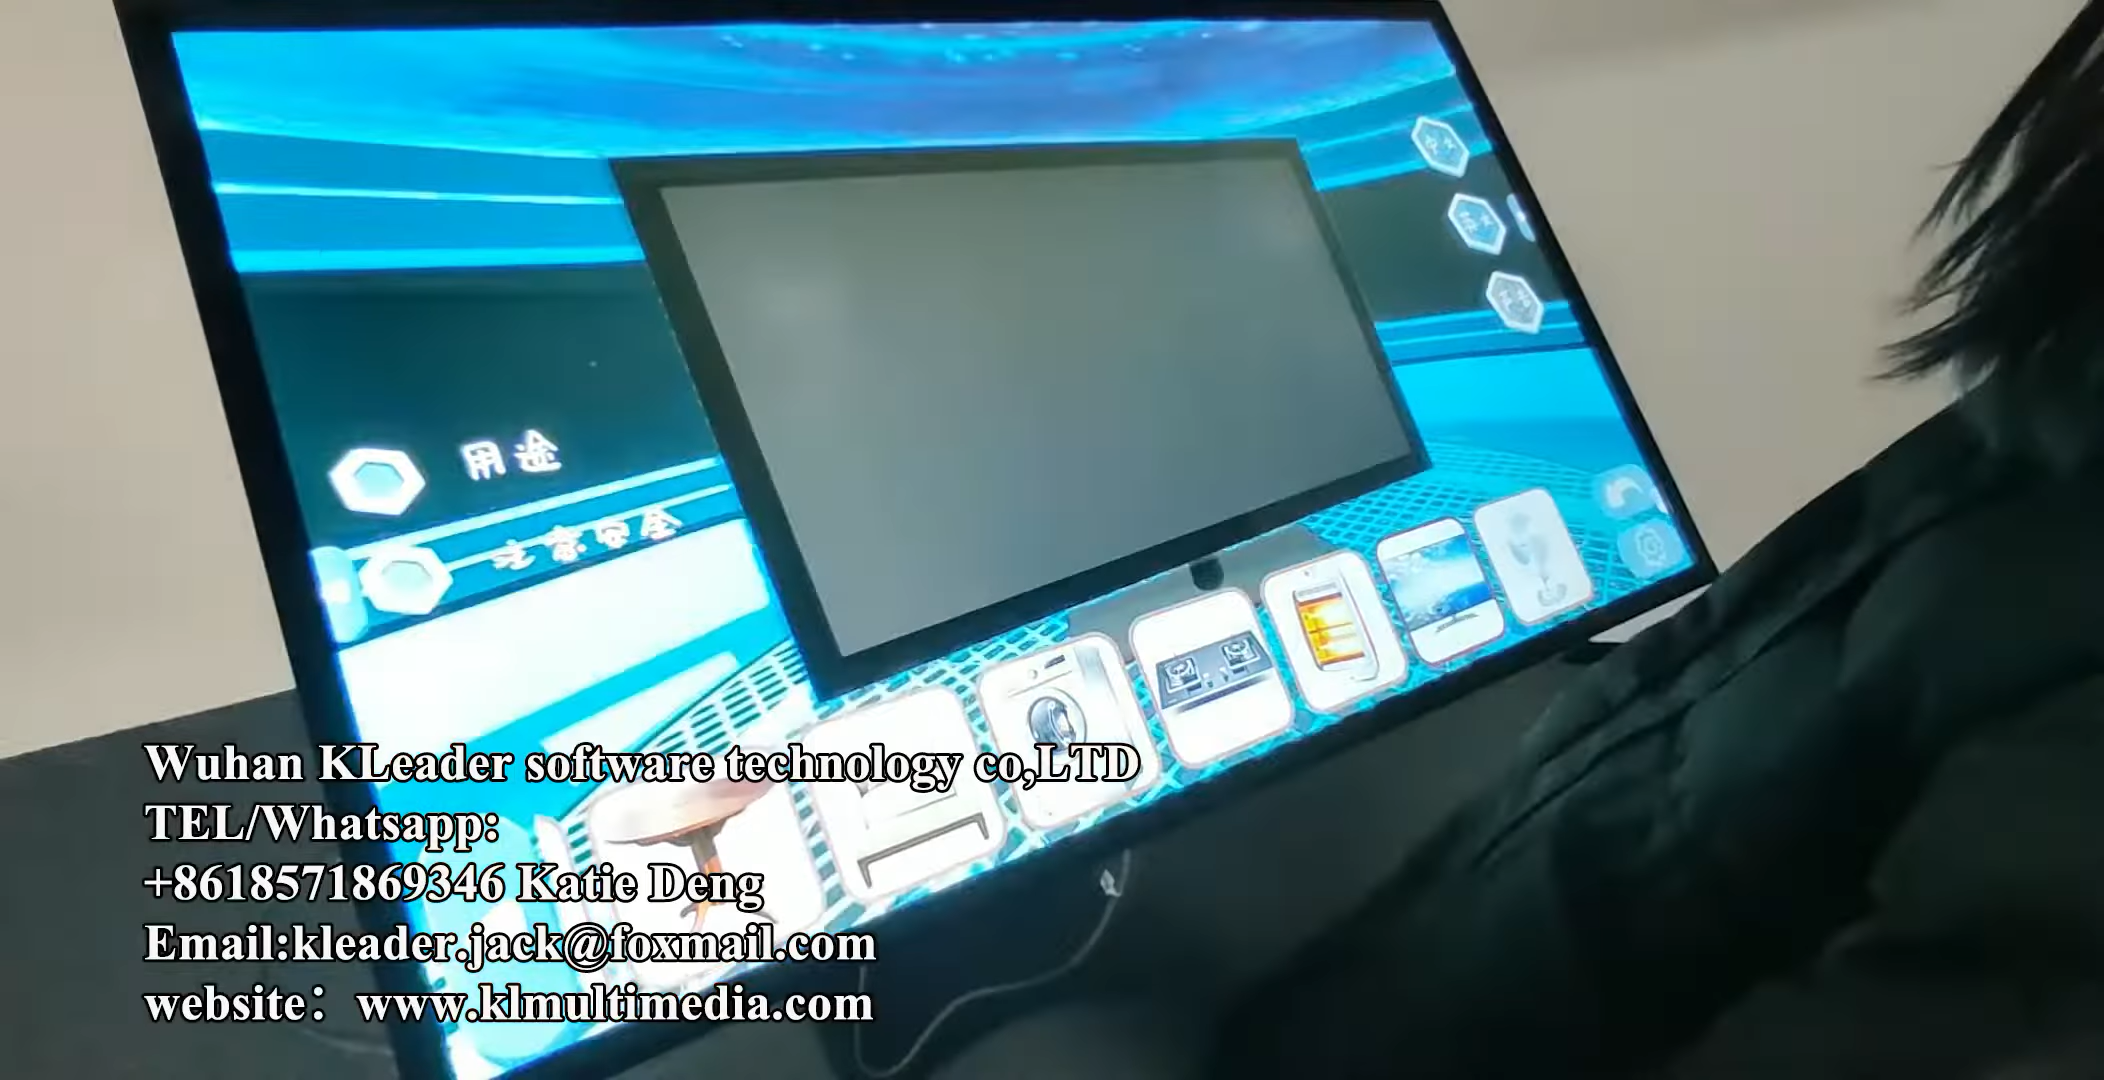 用途
Wuhan KLeader software technology co,LTD
TEL/Whatsapp:
+8618571869346 Katie Deng
Email:kleader.jack@foxmail.com
website：www.klmultimedia.com